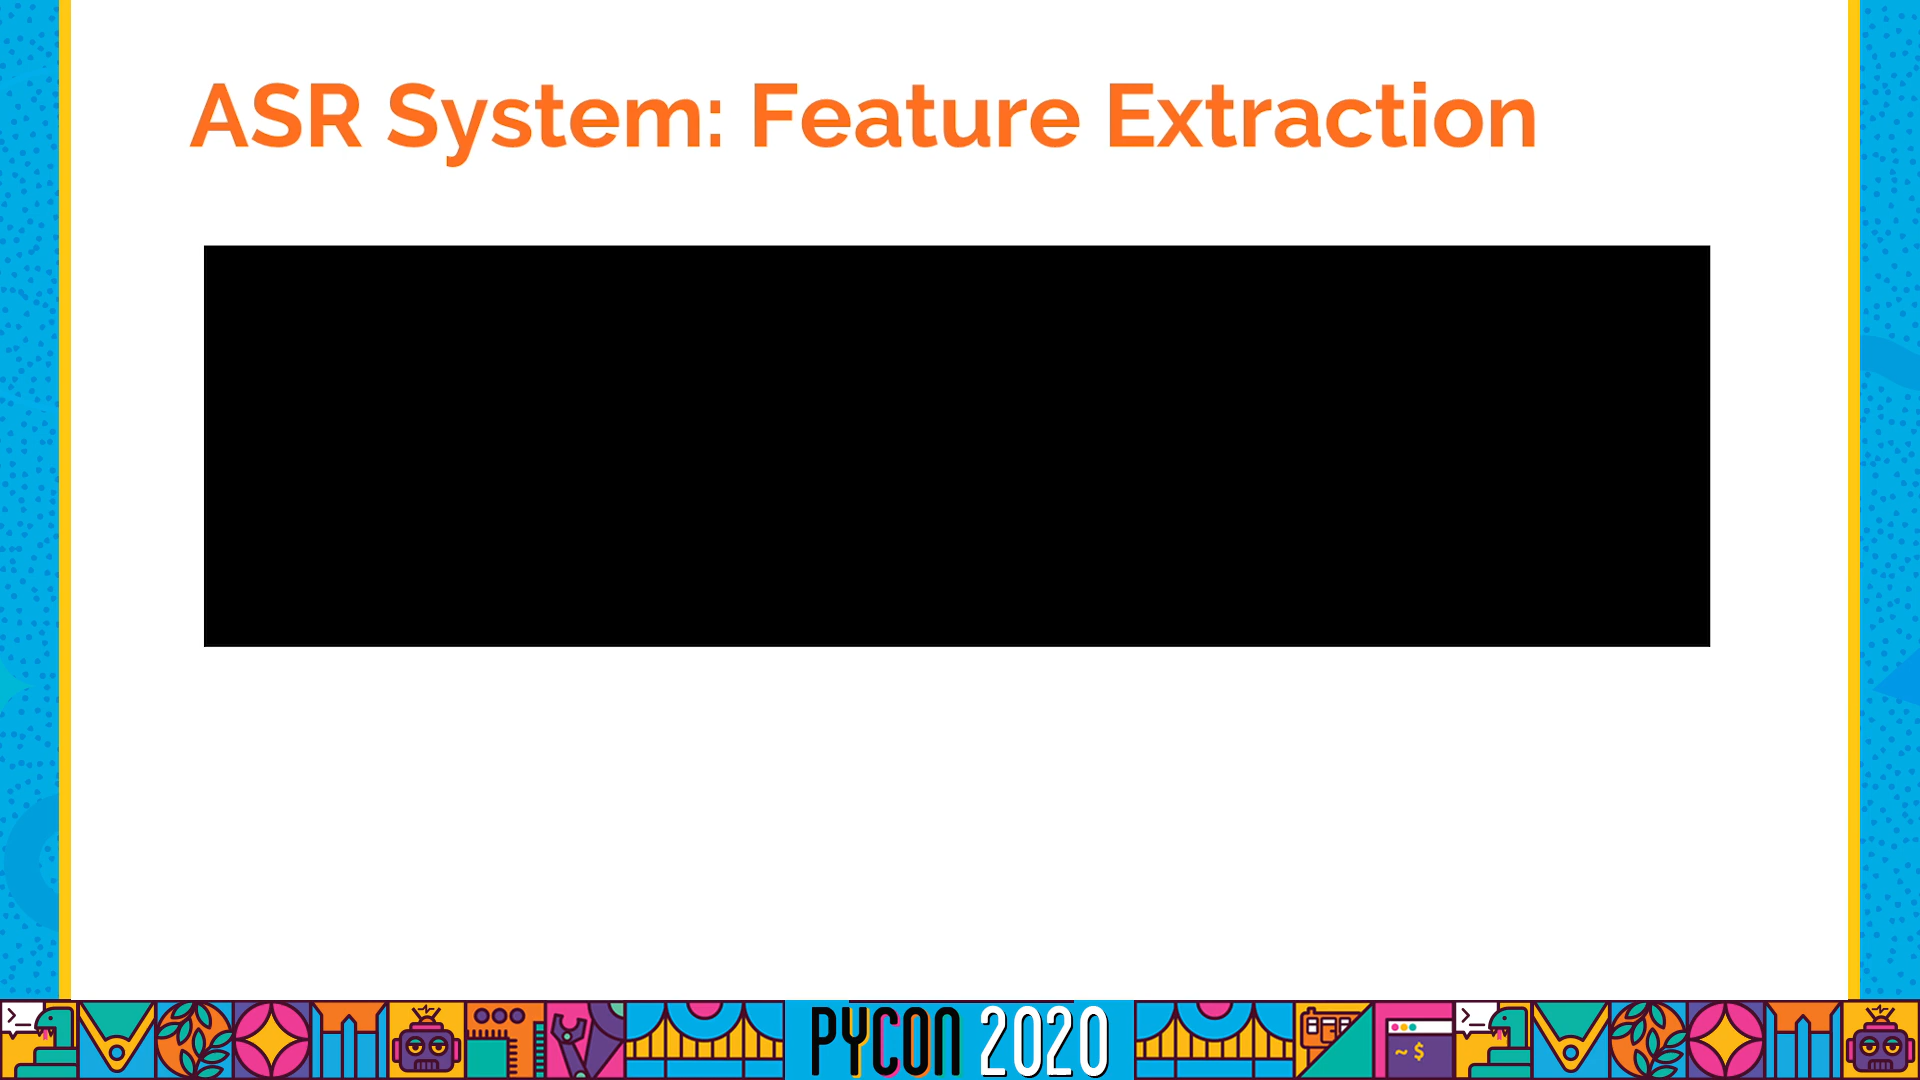 ASR System: Feature Extraction
>_
~ $
>_
PYCON 2020